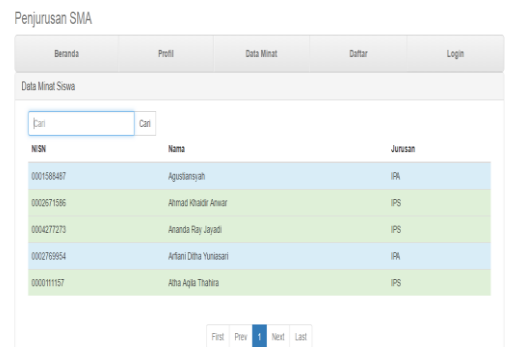 Penjurusan SMA
Beranda Profil Data Minat Daftar Login
Data Minat Siswa
Cari Cari
NISN Nama Jurusan
0001588467 Agustiansyah IPA
0002671586 Ahmad Khaidir Anwar IPS
0004277273 Ananda Ray Jayadi IPS
0002769954 Arfiani Ditha Yuniasari IPA
0000111157 Atha Aqila Thahira IPS
First Prev 1 Next Last